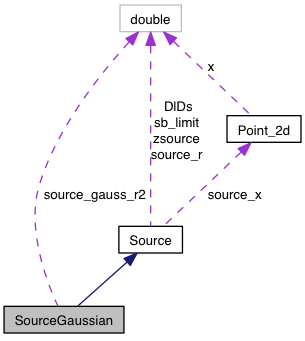 double
x
DlDs
sb_limit
zsource
source_r
Point_2d
source_gauss_r2
source_x
Source
SourceGaussian